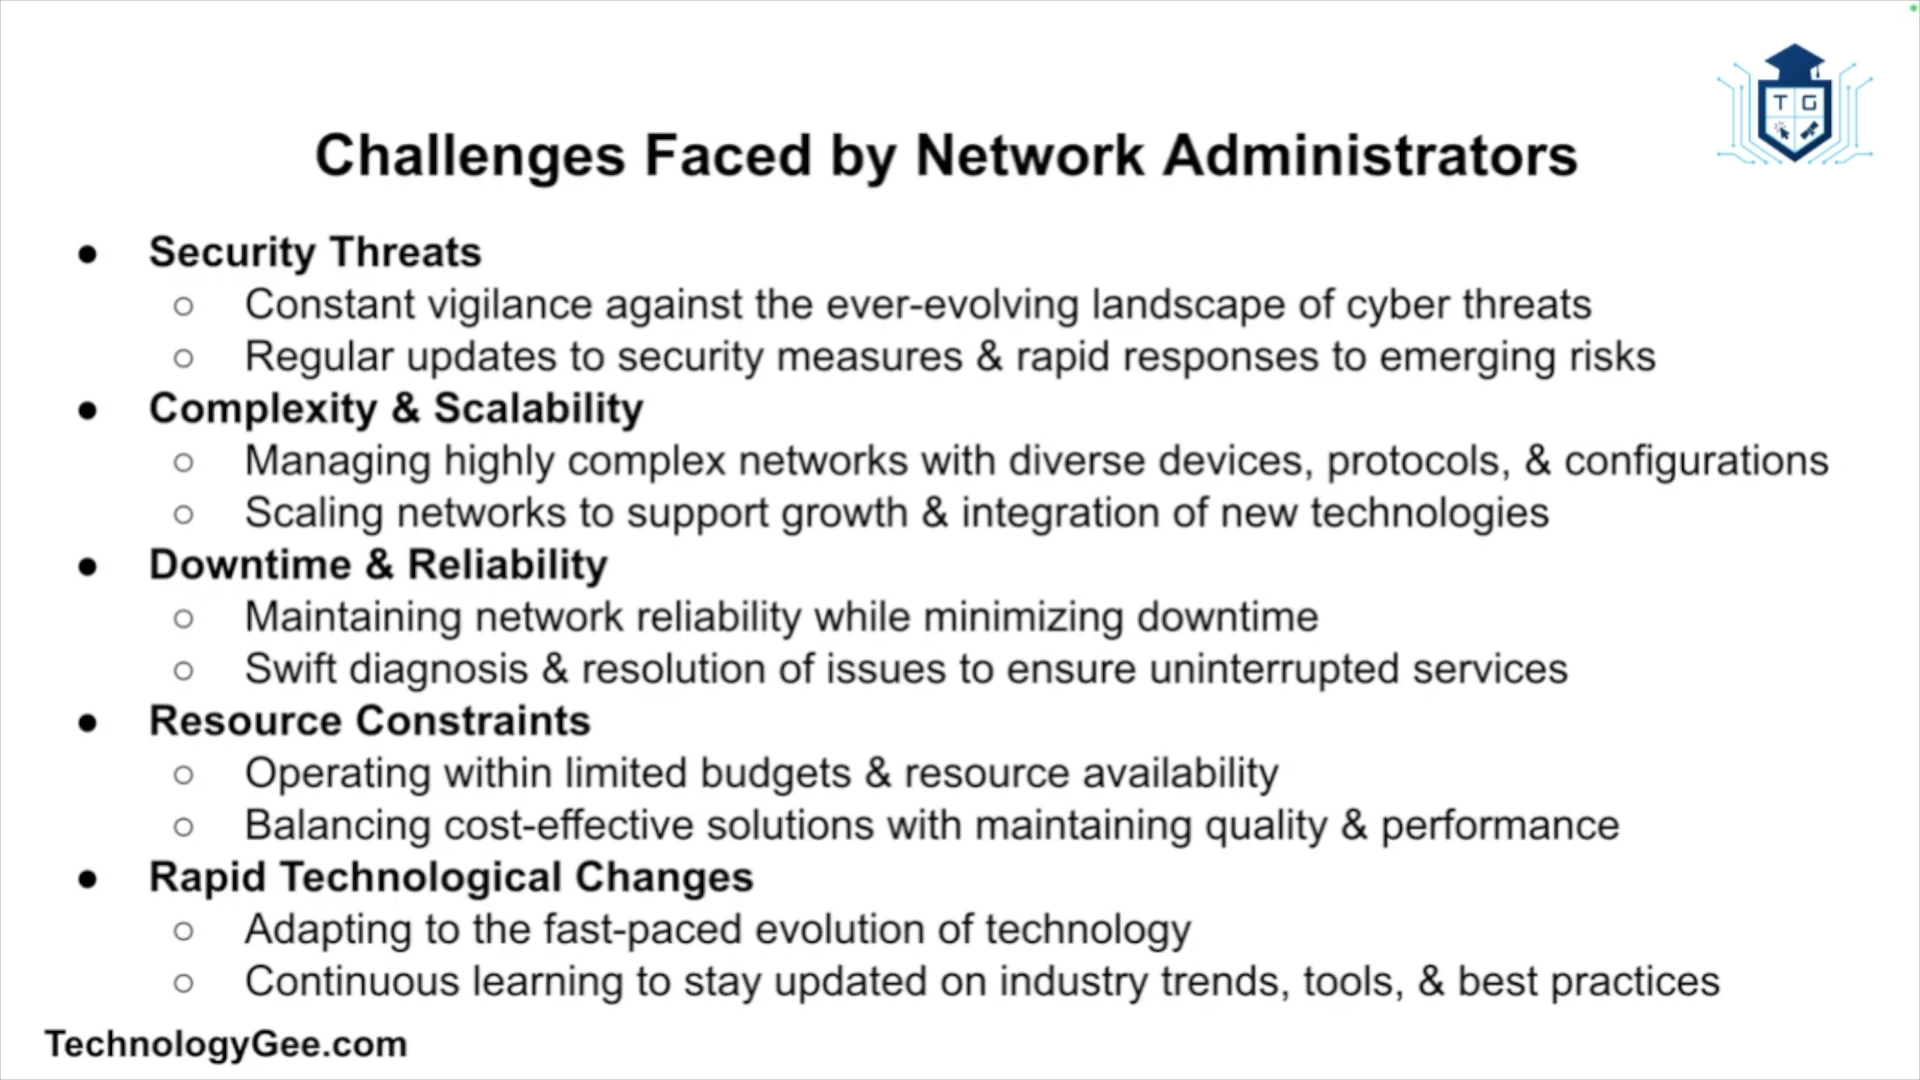 T G
Challenges Faced by Network Administrators
● Security Threats
○ Constant vigilance against the ever-evolving landscape of cyber threats
○ Regular updates to security measures & rapid responses to emerging risks
● Complexity & Scalability
○ Managing highly complex networks with diverse devices, protocols, & configurations
○ Scaling networks to support growth & integration of new technologies
● Downtime & Reliability
○ Maintaining network reliability while minimizing downtime
○ Swift diagnosis & resolution of issues to ensure uninterrupted services
● Resource Constraints
○ Operating within limited budgets & resource availability
○ Balancing cost-effective solutions with maintaining quality & performance
● Rapid Technological Changes
○ Adapting to the fast-paced evolution of technology
○ Continuous learning to stay updated on industry trends, tools, & best practices
TechnologyGee.com